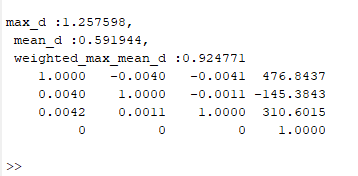 max_d :1.257598,
mean_d :0.591944,
weighted_max_mean_d :0.924771
1.0000 -0.0040 -0.0041 476.8437
0.0040 1.0000 -0.0011 -145.3843
0.0042 0.0011 1.0000 310.6015
0 0 0 1.0000
>>